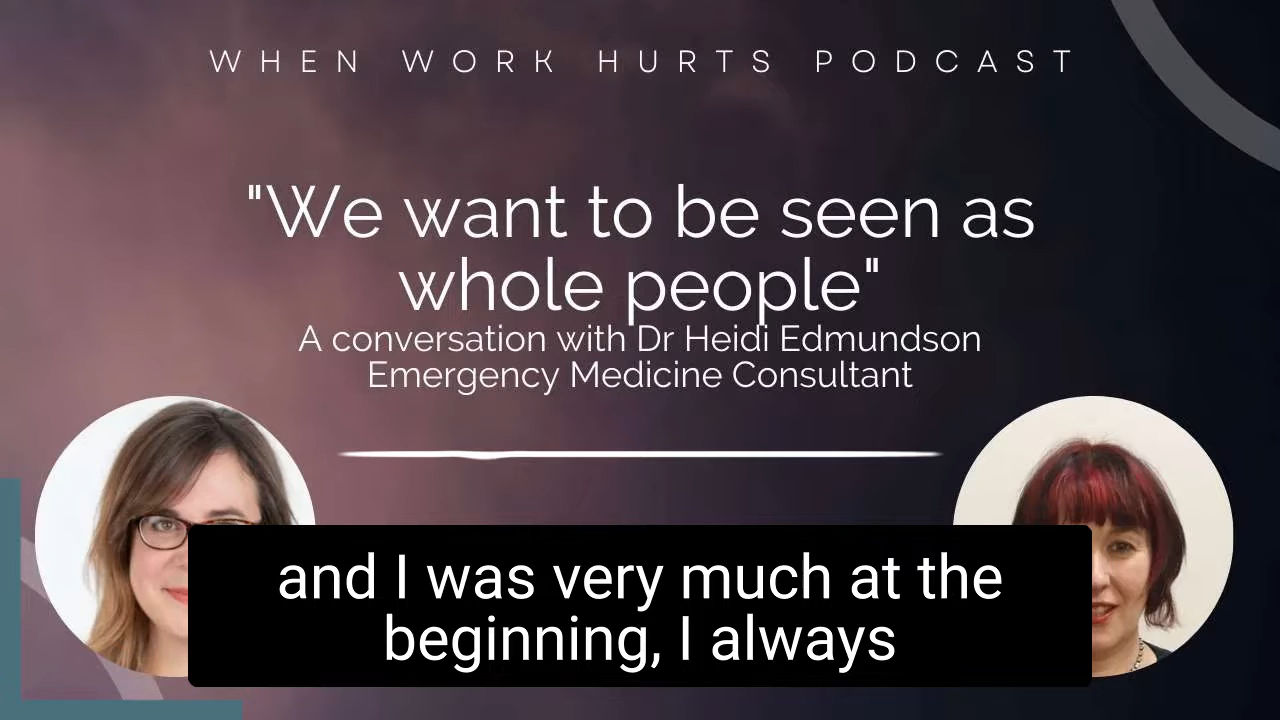 WHEN WORK HURTS PODCAST
"We want to be seen as
whole people"
A conversation with Dr Heidi Edmundson
Emergency Medicine Consultant
and I was very much at the
beginning, I always